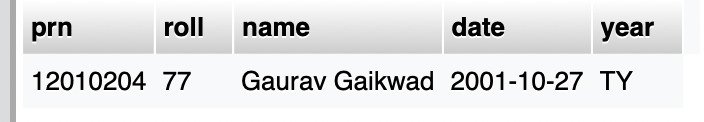 prn roll name date year
12010204 77 Gaurav Gaikwad 2001-10-27 TY